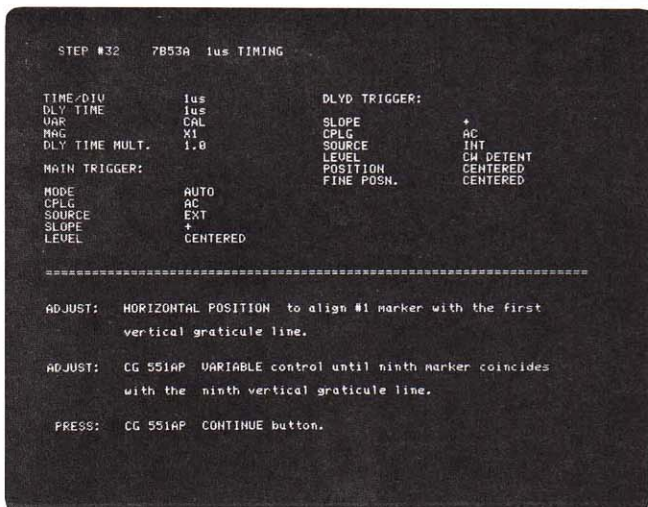 STEP #32 7B53A 1us TIMING
TIME/DIV 1us
DLY TIME 1us
VAR CAL
MAG X1
DLY TIME MULT. 1.0
MAIN TRIGGER:
MODE AUTO
CPLG AC
SOURCE EXT
SLOPE +
LEVEL CENTERED
DLYD TRIGGER:
SLOPE +
CPLG AC
SOURCE INT
LEVEL CW DETENT
POSITION CENTERED
FINE POSN. CENTERED
==========================================================================
ADJUST: HORIZONTAL POSITION to align #1 marker with the first
vertical graticule line.
ADJUST: CG 551AP VARIABLE control until ninth marker coincides
with the ninth vertical graticule line.
PRESS: CG 551AP CONTINUE button.